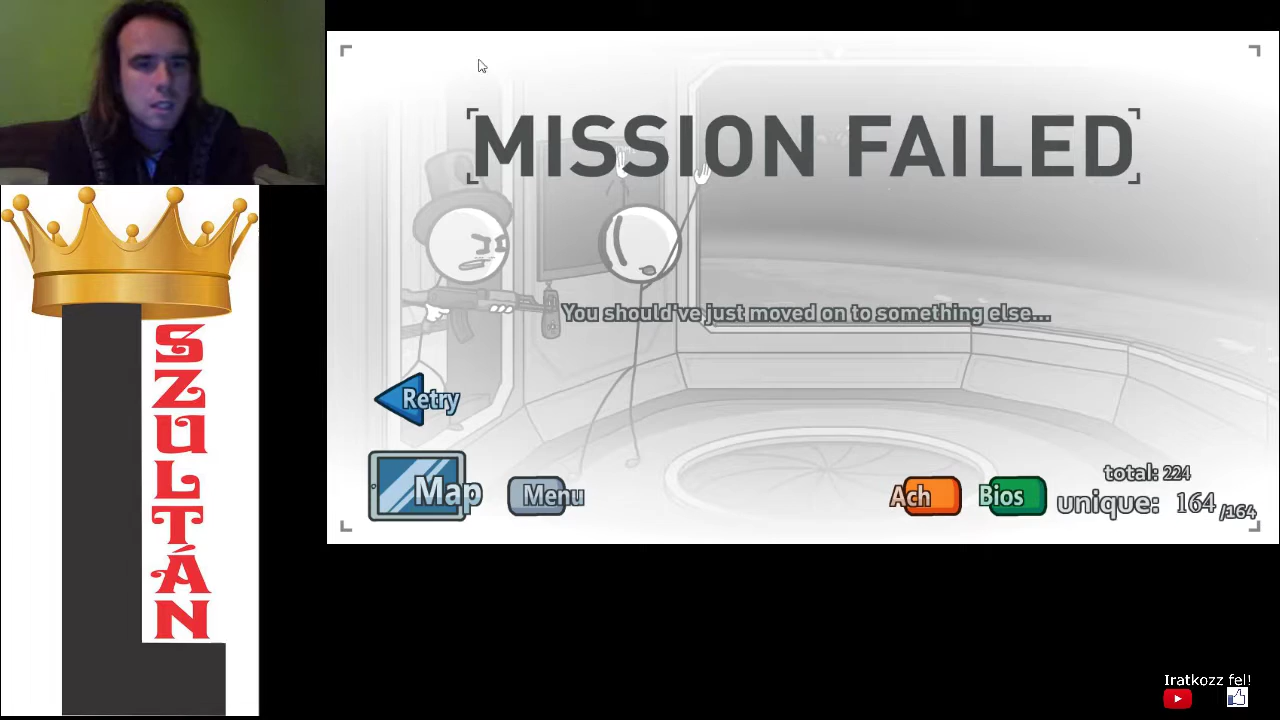 MISSION FAILED
You should've just moved on to something else...
Retry
Map
Menu
Ach
Bios
total: 224
unique: 164 /164
L
SZULTÁN
Iratkozz fel!